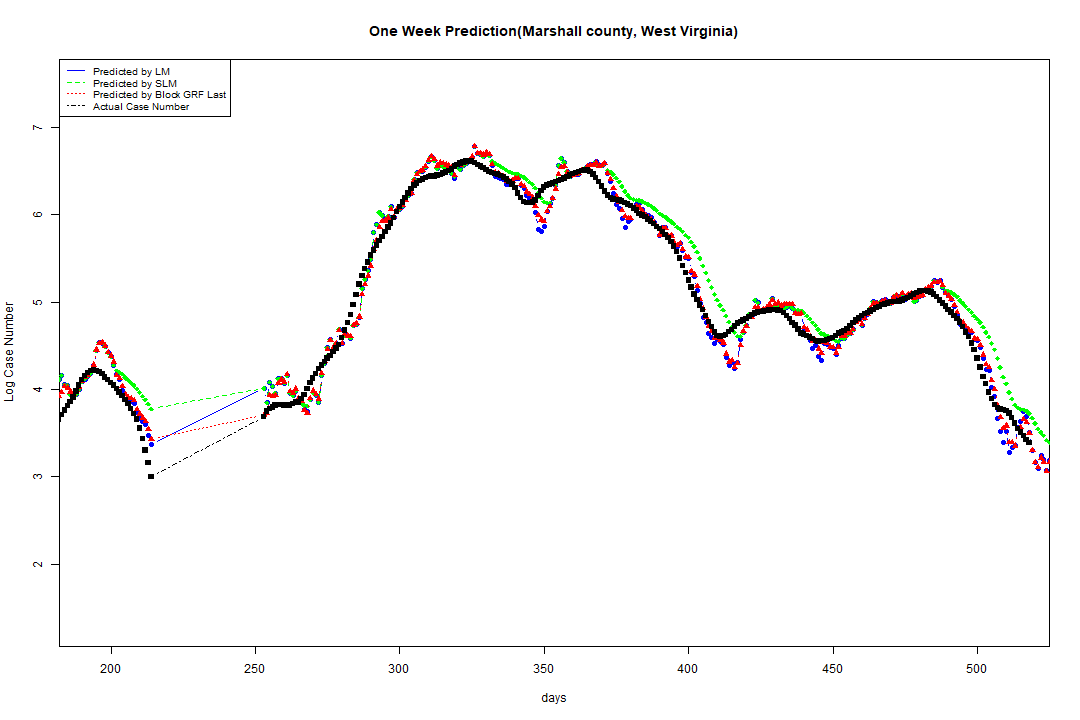 One Week Prediction(Marshall county, West Virginia)
Predicted by LM
Predicted by SLM
Predicted by Block GRF Last
Actual Case Number
Log Case Number
7
6
5
4
3
2
200 250 300 350 400 450 500
days